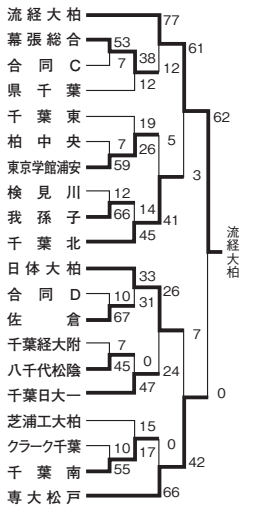 流経大柏
77
61
幕張総合
53
38
12
合同C
7
県千葉
12
62
千葉東
19
5
柏中央
7
26
東京学館浦安
59
3
検見川
12
14
41
我孫子
66
千葉北
45
流経大柏
日体大柏
33
26
合同D
10
31
佐倉
67
7
千葉経大附
7
0
24
八千代松陰
45
千葉日大一
47
0
芝浦工大柏
15
0
クラーク千葉
10
17
42
千葉南
55
専大松戸
66